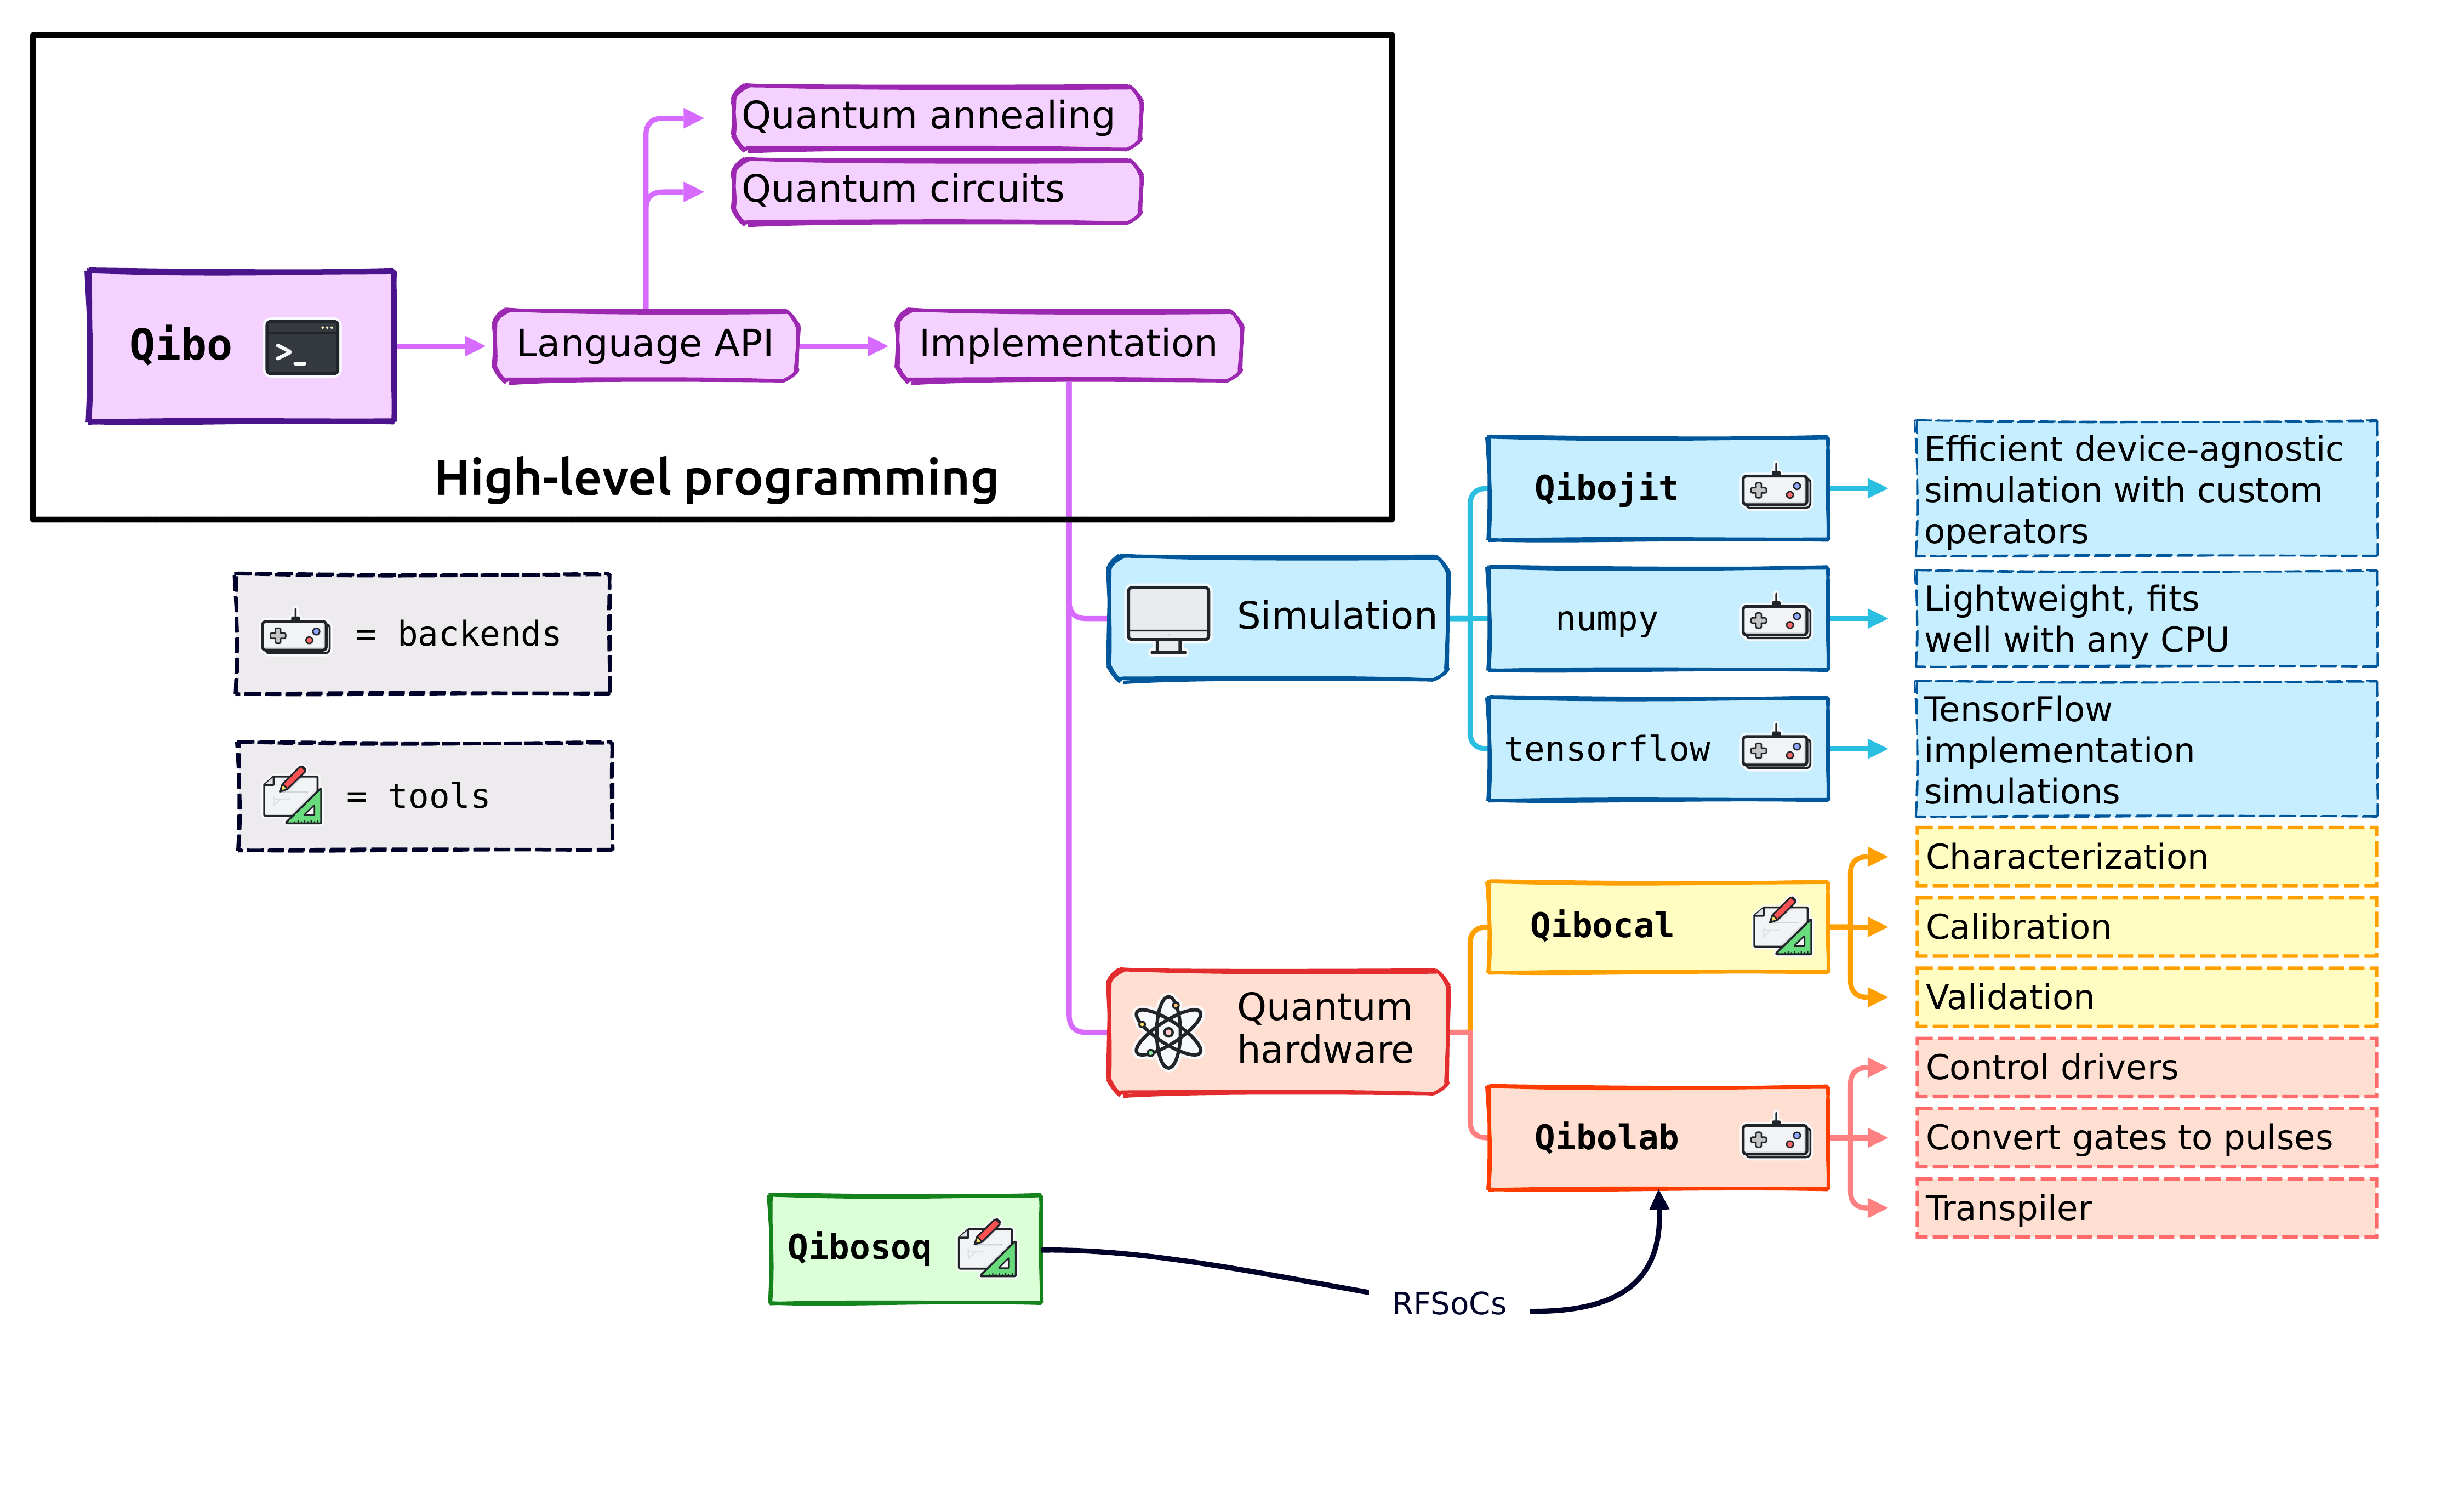 Quantum annealing
Quantum circuits
Qibo
>_
Language API
Implementation
High-level programming
= backends
= tools
Simulation
Qibojit
numpy
tensorflow
Efficient device-agnostic
simulation with custom
operators
Lightweight, fits
well with any CPU
TensorFlow
implementation
simulations
Quantum
hardware
Qibocal
Characterization
Calibration
Validation
Qibolab
Control drivers
Convert gates to pulses
Transpiler
Qibosoq
RFSoCs